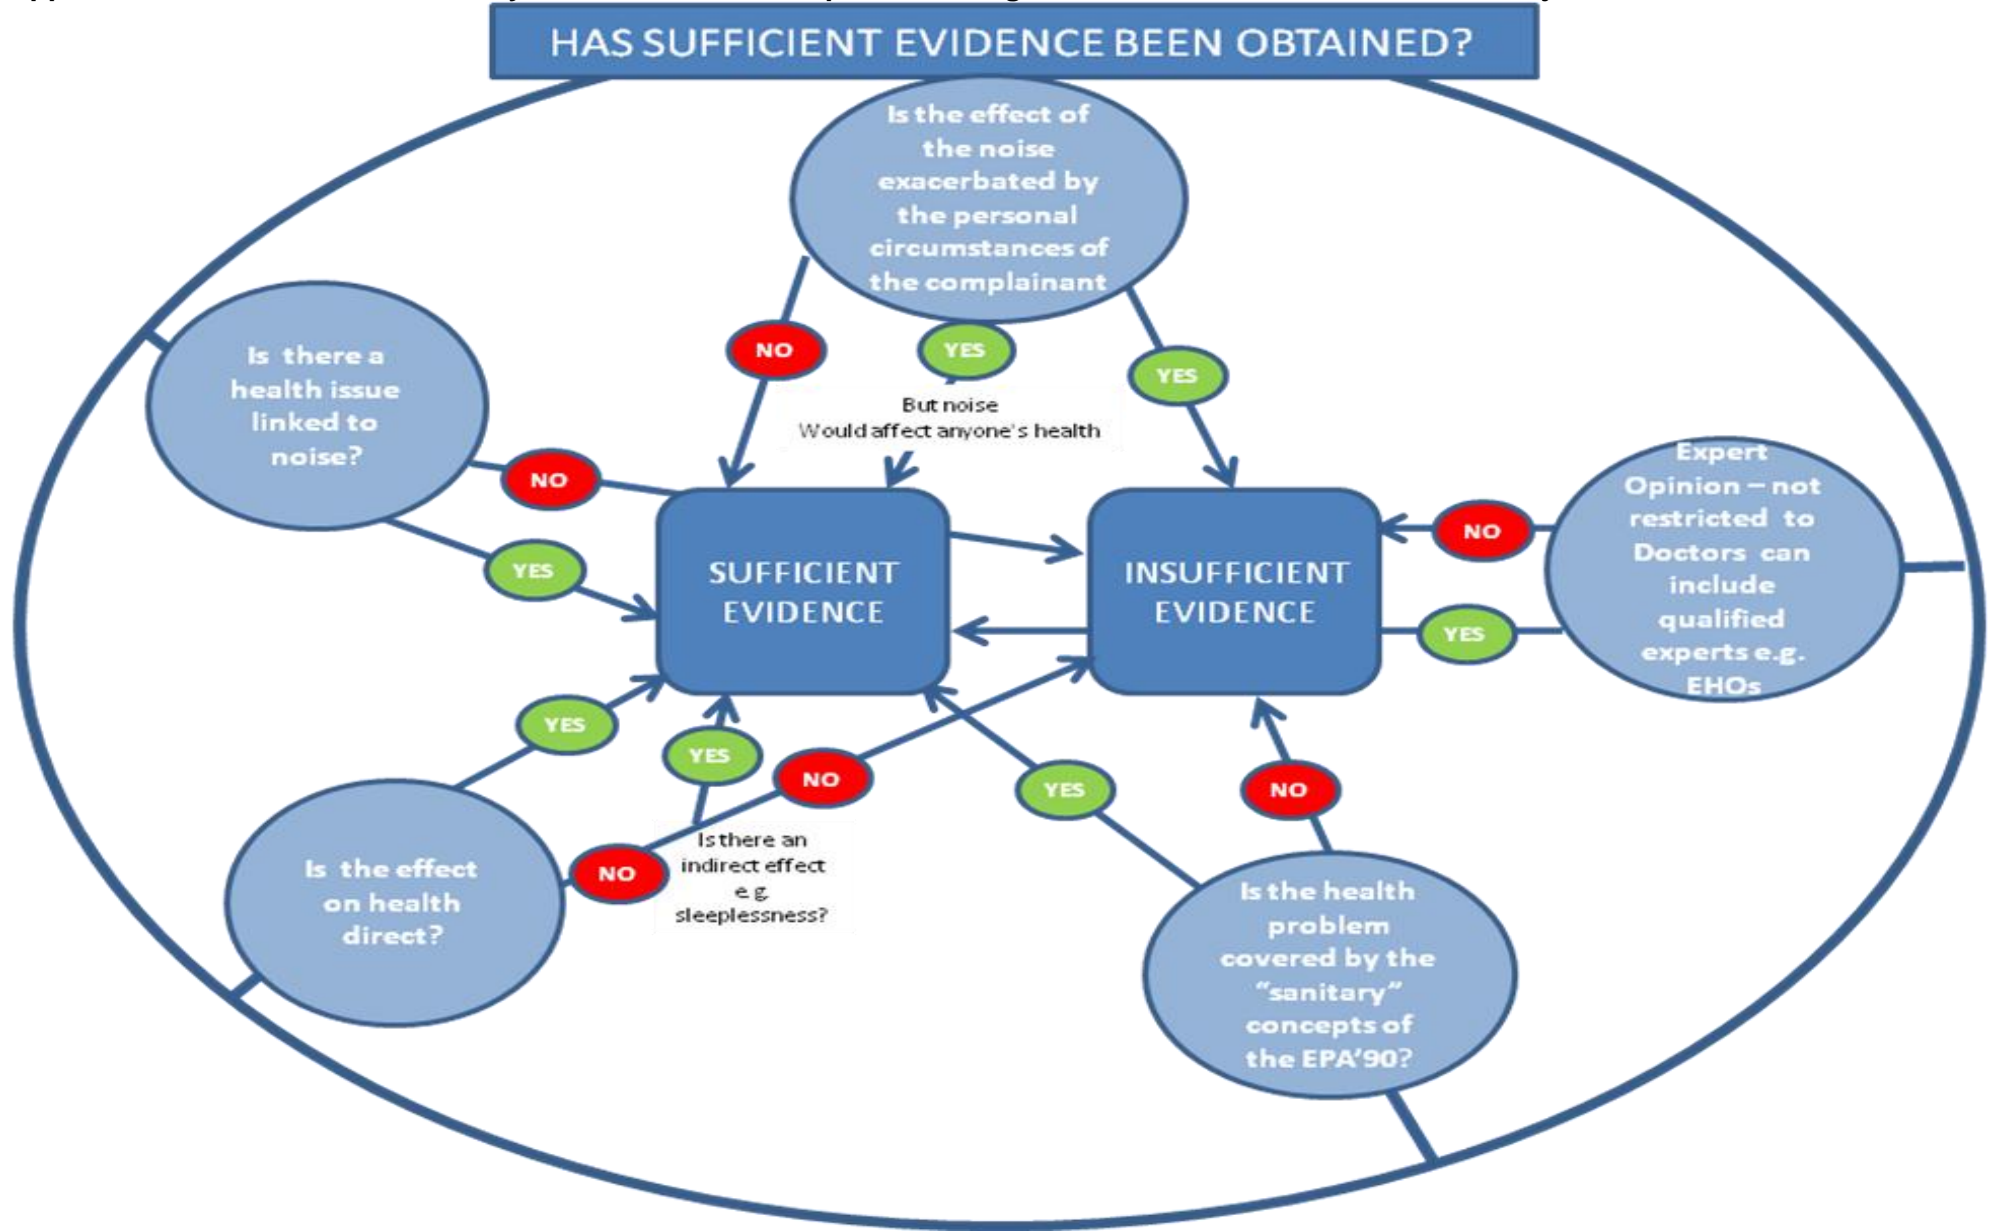 HAS SUFFICIENT EVIDENCE BEEN OBTAINED?
Is the effect of
the noise
exacerbated by
the personal
circumstances of
the complainant
NO
YES
YES
But noise
Would affect anyone's health
Is there a
health issue
linked to
noise?
NO
YES
Expert
Opinion – not
restricted to
Doctors can
include
qualified
experts e.g.
EHOs
NO
YES
SUFFICIENT
EVIDENCE
INSUFFICIENT
EVIDENCE
YES
YES
NO
NO
Is the effect
on health
direct?
Is there an
indirect effect
e.g.
sleeplessness?
YES
NO
Is the health
problem
covered by the
“sanitary”
concepts of
the EPA’90?